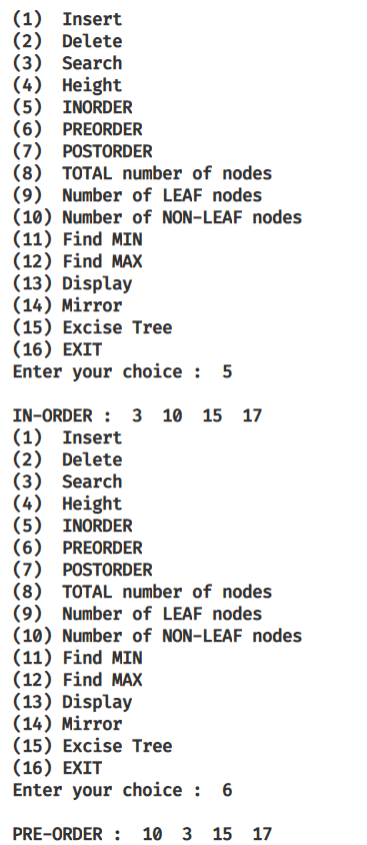 (1)  Insert
(2)  Delete
(3)  Search
(4)  Height
(5)  INORDER
(6)  PREORDER
(7)  POSTORDER
(8)  TOTAL number of nodes
(9)  Number of LEAF nodes
(10) Number of NON-LEAF nodes
(11) Find MIN
(12) Find MAX
(13) Display
(14) Mirror
(15) Excise Tree
(16) EXIT
Enter your choice :  5
IN-ORDER :  3  10  15  17
(1)  Insert
(2)  Delete
(3)  Search
(4)  Height
(5)  INORDER
(6)  PREORDER
(7)  POSTORDER
(8)  TOTAL number of nodes
(9)  Number of LEAF nodes
(10) Number of NON-LEAF nodes
(11) Find MIN
(12) Find MAX
(13) Display
(14) Mirror
(15) Excise Tree
(16) EXIT
Enter your choice :  6
PRE-ORDER :  10  3  15  17